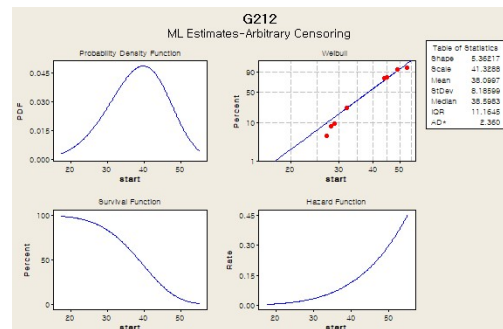 G212
ML Estimates-Arbitrary Censoring
Probability Density Function
0.045
0.030
0.015
0.000
PDF
20 30 40 50
start
Weibull
90
50
10
1
Percent
20 30 40 50
start
Table of Statistics
Shape 5.36217
Scale 41.3288
Mean 38.0997
StDev 8.18599
Median 38.5983
IQR 11.1645
AD* 2.360
Survival Function
100
50
0
Percent
20 30 40 50
start
Hazard Function
0.45
0.30
0.15
0.00
Rate
20 30 40 50
start